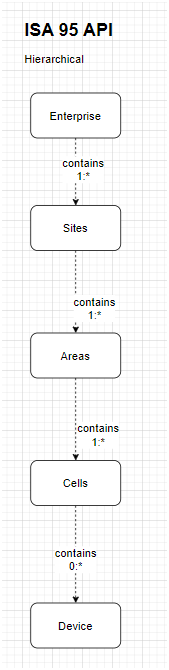 ISA 95 API
Hierarchical
Enterprise
contains
1:*
Sites
contains
1:*
Areas
contains
1:*
Cells
contains
0:*
Device